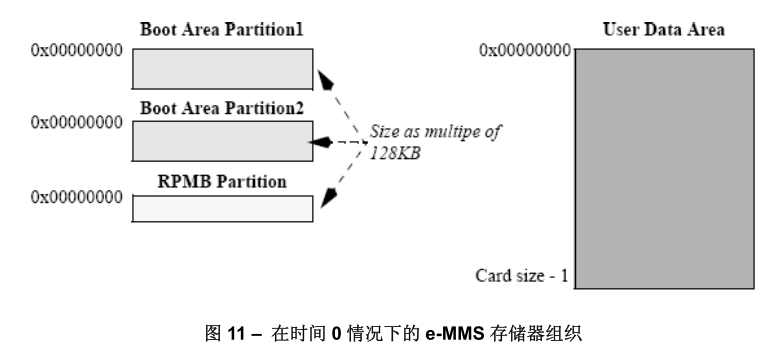 Boot Area Partition1
0x00000000
Boot Area Partition2
0x00000000
RPMB Partition
0x00000000
Size as multipe of
128KB
User Data Area
0x00000000
Card size - 1
图 11 – 在时间 0 情况下的 e-MMS 存储器组织